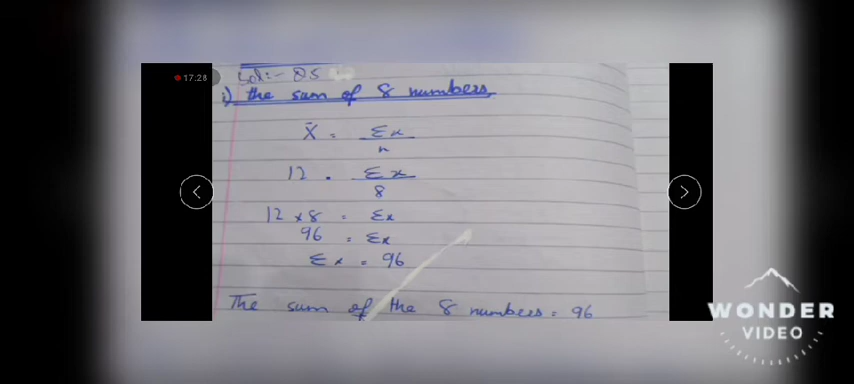 17:28
Sol:- Q5
i) the sum of 8 numbers
X̄ = Σx
n
12 = Σx
8
12 x 8 = Σx
96 = Σx
Σx = 96
The sum of the 8 numbers = 96
WONDER
VIDEO